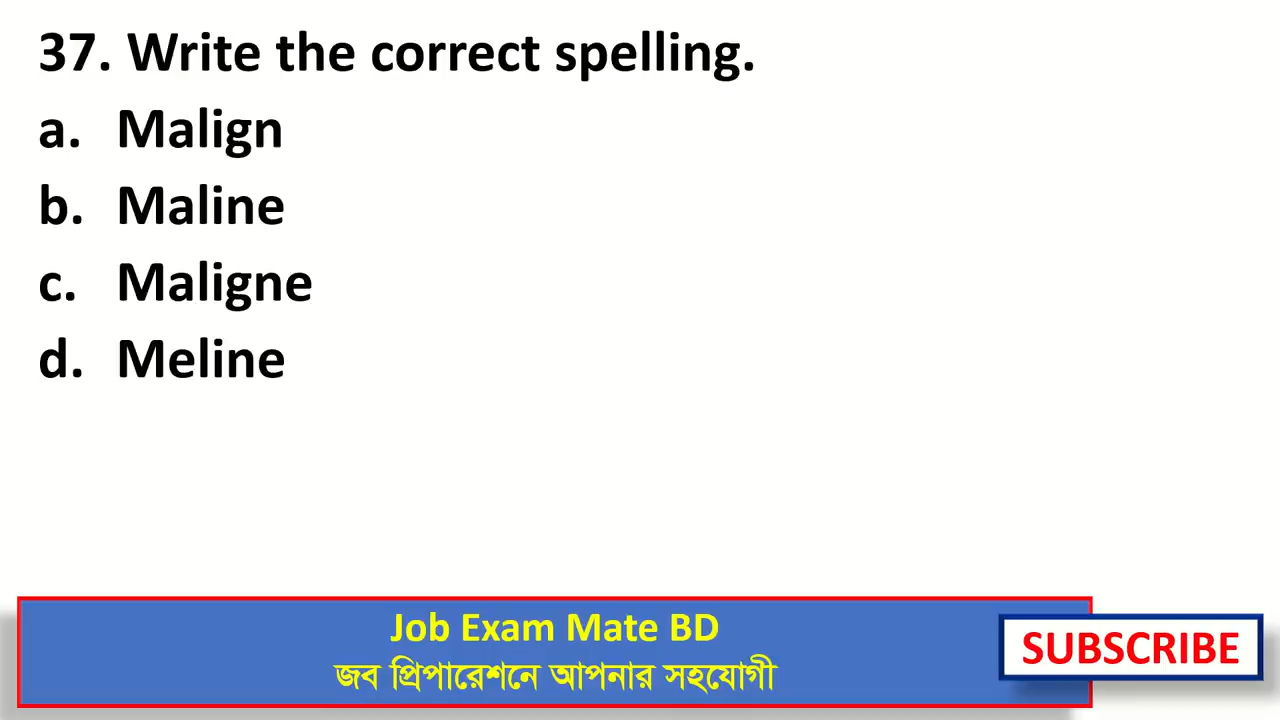 37. Write the correct spelling.
a. Malign
b. Maline
c. Maligne
d. Meline
Job Exam Mate BD
জব প্রিপারেশনে আপনার সহযোগী
SUBSCRIBE